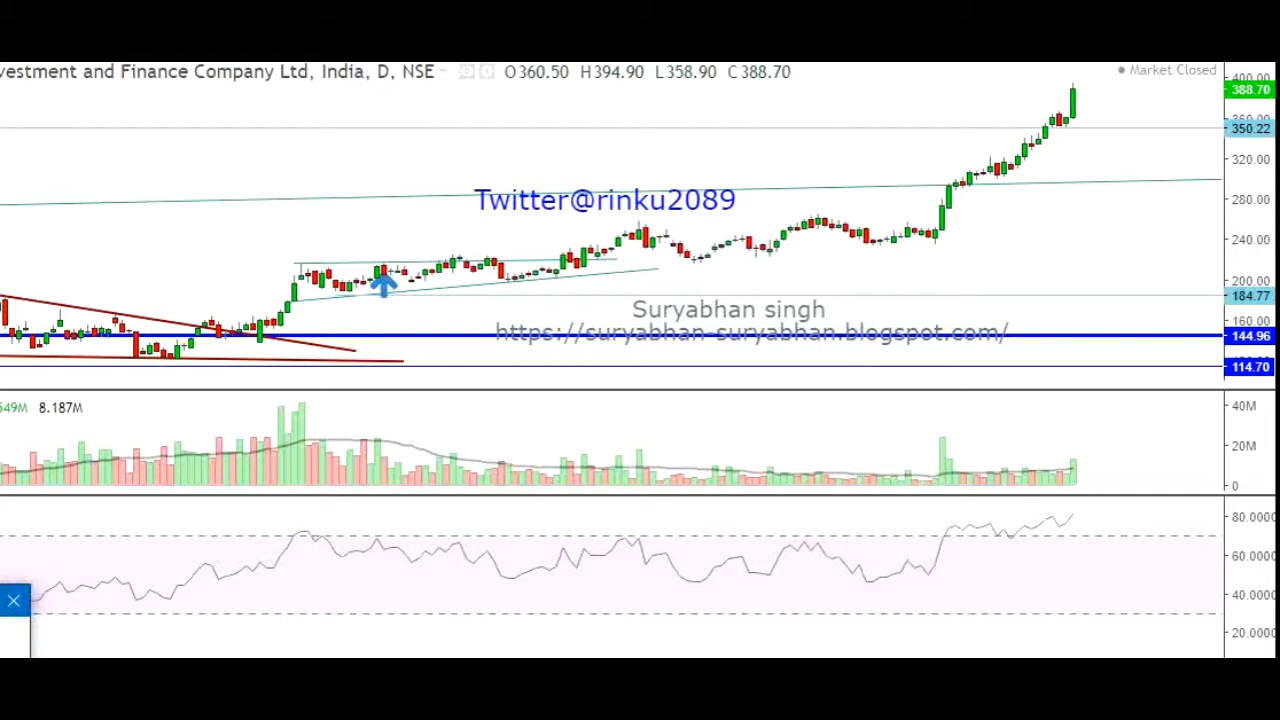 vestment and Finance Company Ltd, India, D, NSE O360.50 H394.90 L358.90 C388.70
Market Closed
400.00
388.70
350.22
320.00
Twitter@rinku2089
280.00
240.00
200.00
184.77
Suryabhan singh
160.00
https://suryabhan-suryabhan.blogspot.com/
144.96
114.70
549M 8.187M
40M
20M
0
80.0000
60.0000
40.0000
20.0000